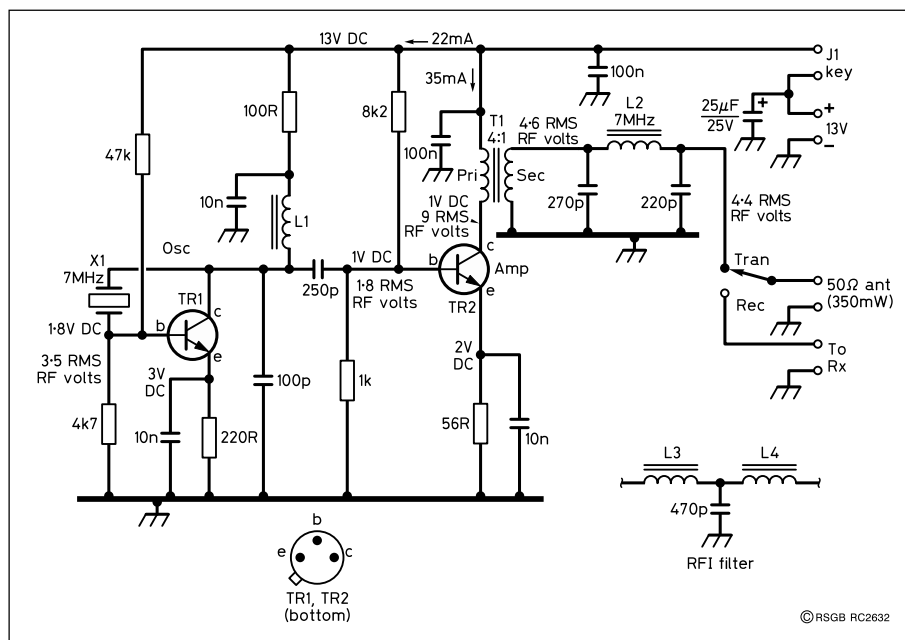 13V DC
22mA
J1
key
100n
35mA
100R
8k2
25µF
25V
+
+
13V
–
L2
7MHz
T1
4:1
4·6 RMS
RF volts
47k
100n
Pri
Sec
10n
L1
270p
220p
4·4 RMS
RF volts
1V DC
9 RMS
RF volts
Osc
X1
7MHz
1V DC
b
c
Amp
Tran
250p
1·8 RMS
RF volts
e
TR2
50Ω ant
(350mW)
TR1
c
1·8V DC
b
e
Rec
3·5 RMS
RF volts
2V
DC
To
Rx
3V
DC
100p
1k
4k7
10n
220R
56R
10n
L3
L4
470p
RFI filter
b
e
c
TR1, TR2
(bottom)
© RSGB RC2632